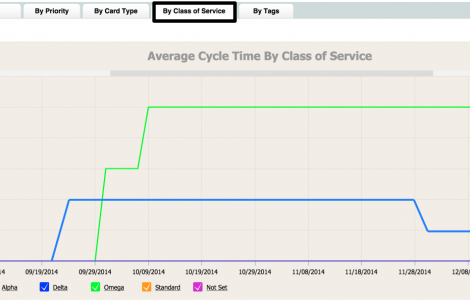 By Priority By Card Type By Class of Service By Tags
Average Cycle Time By Class of Service
14 09/19/2014 09/29/2014 10/09/2014 10/19/2014 10/29/2014 11/08/2014 11/18/2014 11/28/2014 12/08/
Alpha Delta Omega Standard Not Set